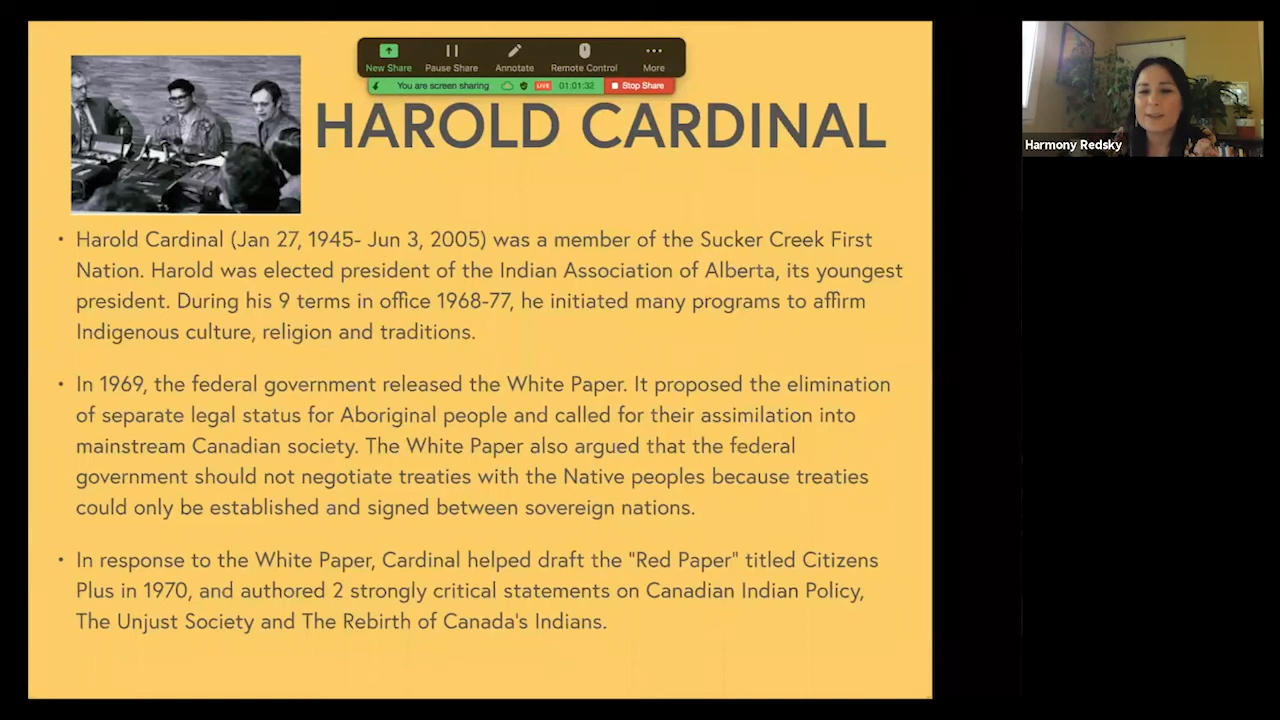 New Share
Pause Share
Annotate
Remote Control
More
You are screen sharing
LIVE
01:01:32
Stop Share
HAROLD CARDINAL
Harmony Redsky
• Harold Cardinal (Jan 27, 1945- Jun 3, 2005) was a member of the Sucker Creek First
Nation. Harold was elected president of the Indian Association of Alberta, its youngest
president. During his 9 terms in office 1968-77, he initiated many programs to affirm
Indigenous culture, religion and traditions.
• In 1969, the federal government released the White Paper. It proposed the elimination
of separate legal status for Aboriginal people and called for their assimilation into
mainstream Canadian society. The White Paper also argued that the federal
government should not negotiate treaties with the Native peoples because treaties
could only be established and signed between sovereign nations.
• In response to the White Paper, Cardinal helped draft the "Red Paper" titled Citizens
Plus in 1970, and authored 2 strongly critical statements on Canadian Indian Policy,
The Unjust Society and The Rebirth of Canada's Indians.